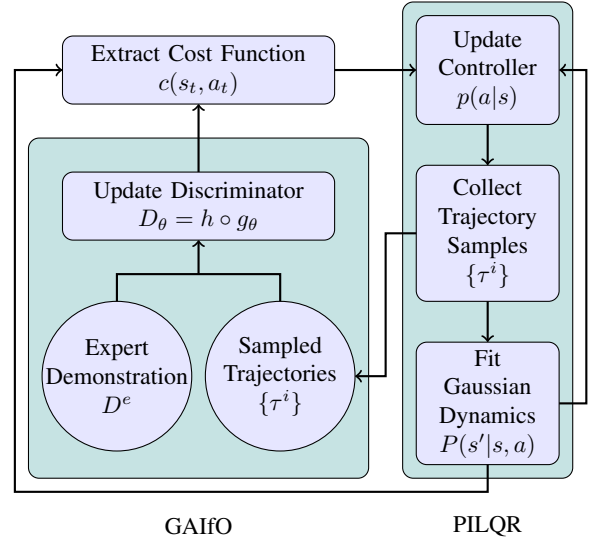 Extract Cost Function
c(s_t, a_t)
Update
Controller
p(a|s)
Update Discriminator
D_θ = h ∘ g_θ
Collect
Trajectory
Samples
{τ^i}
Expert
Demonstration
D^e
Sampled
Trajectories
{τ^i}
Fit
Gaussian
Dynamics
P(s′|s, a)
GAIfO
PILQR